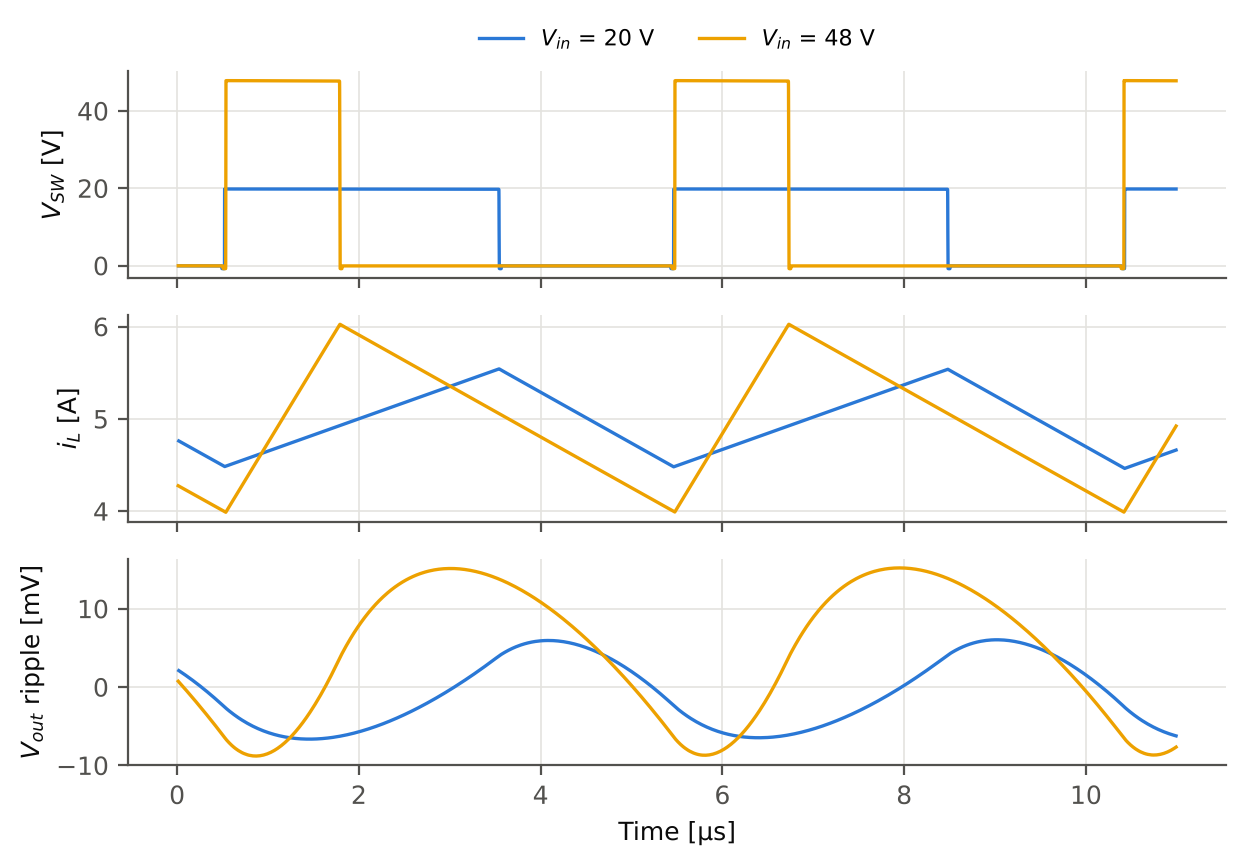 V_in = 20 V V_in = 48 V
V_SW [V]
40
20
0
i_L [A]
6
5
4
V_out ripple [mV]
10
0
−10
0 2 4 6 8 10
Time [µs]